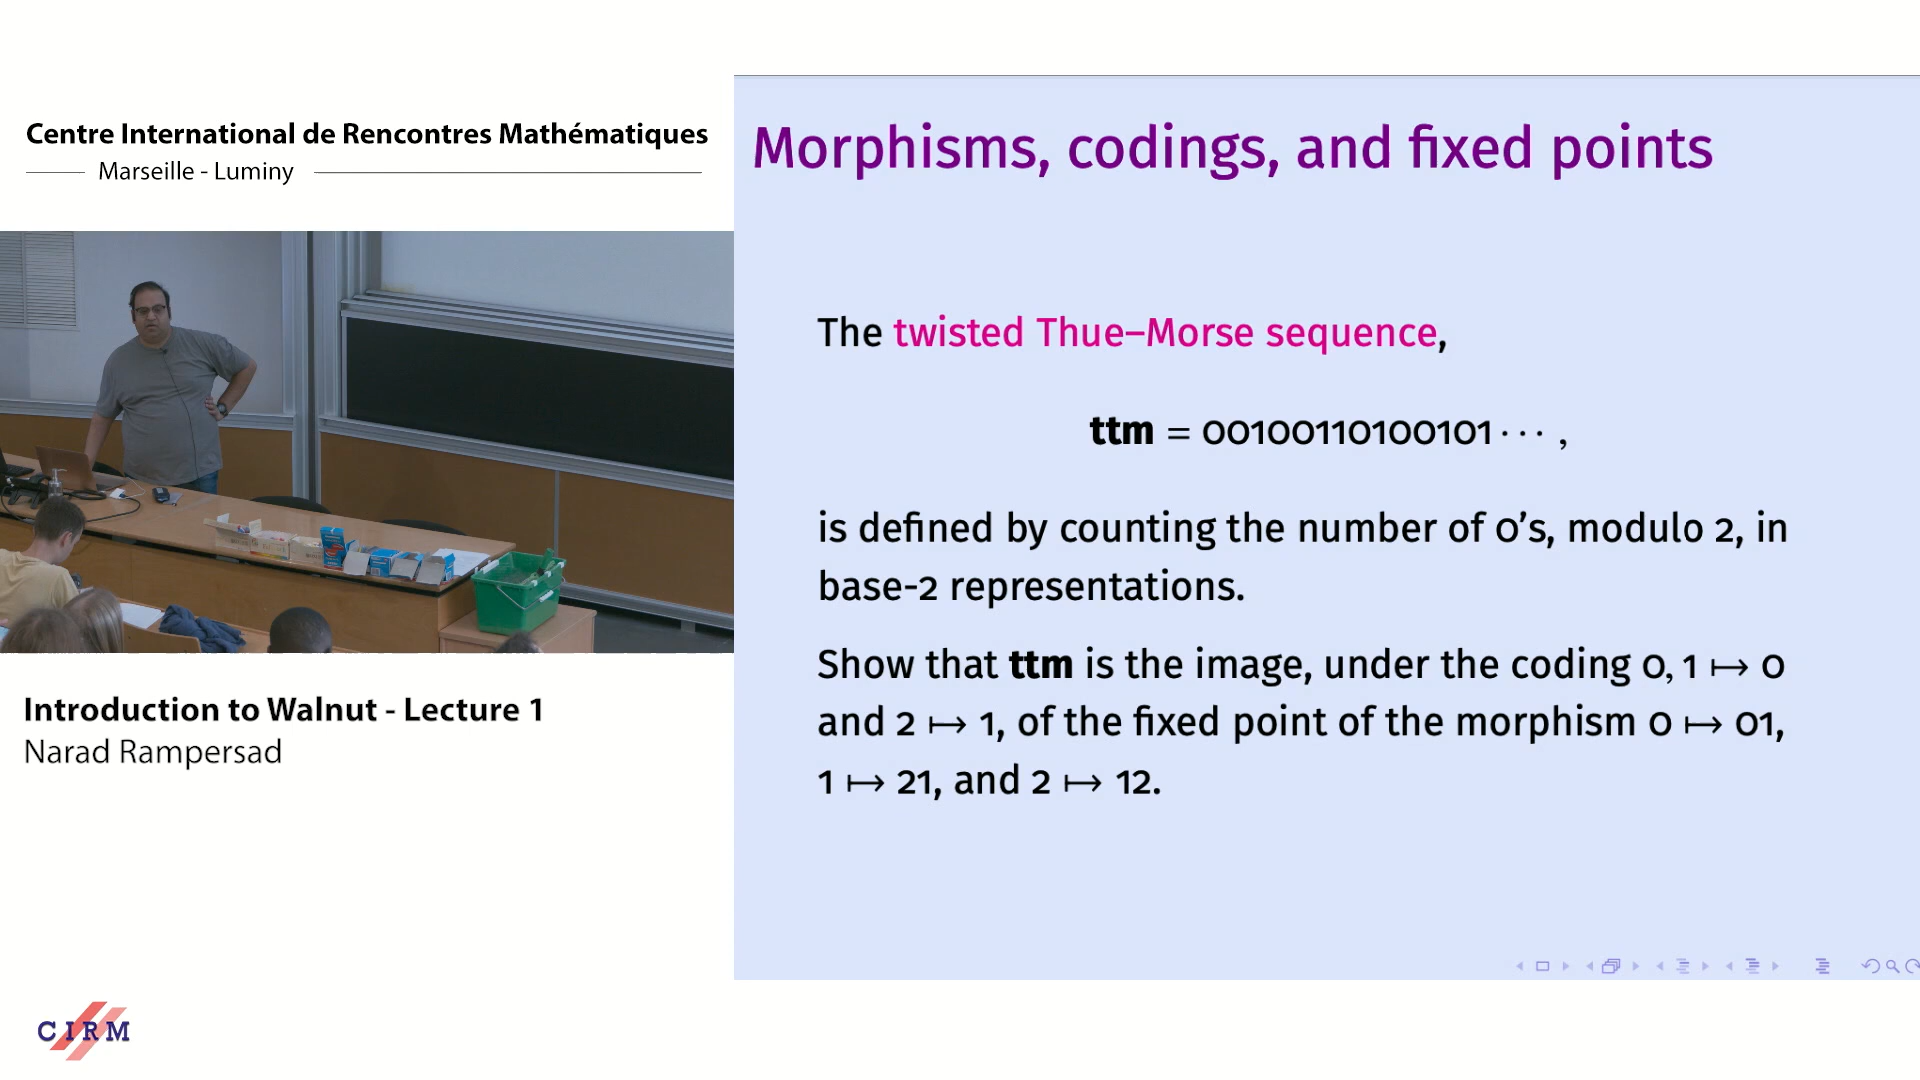 Centre International de Rencontres Mathématiques
Marseille - Luminy
Morphisms, codings, and fixed points
The twisted Thue–Morse sequence,
ttm = 00100110100101 · · · ,
is defined by counting the number of 0’s, modulo 2, in
base-2 representations.
Show that ttm is the image, under the coding 0, 1 ↦ 0
and 2 ↦ 1, of the fixed point of the morphism 0 ↦ 01,
1 ↦ 21, and 2 ↦ 12.
Introduction to Walnut - Lecture 1
Narad Rampersad
CIRM